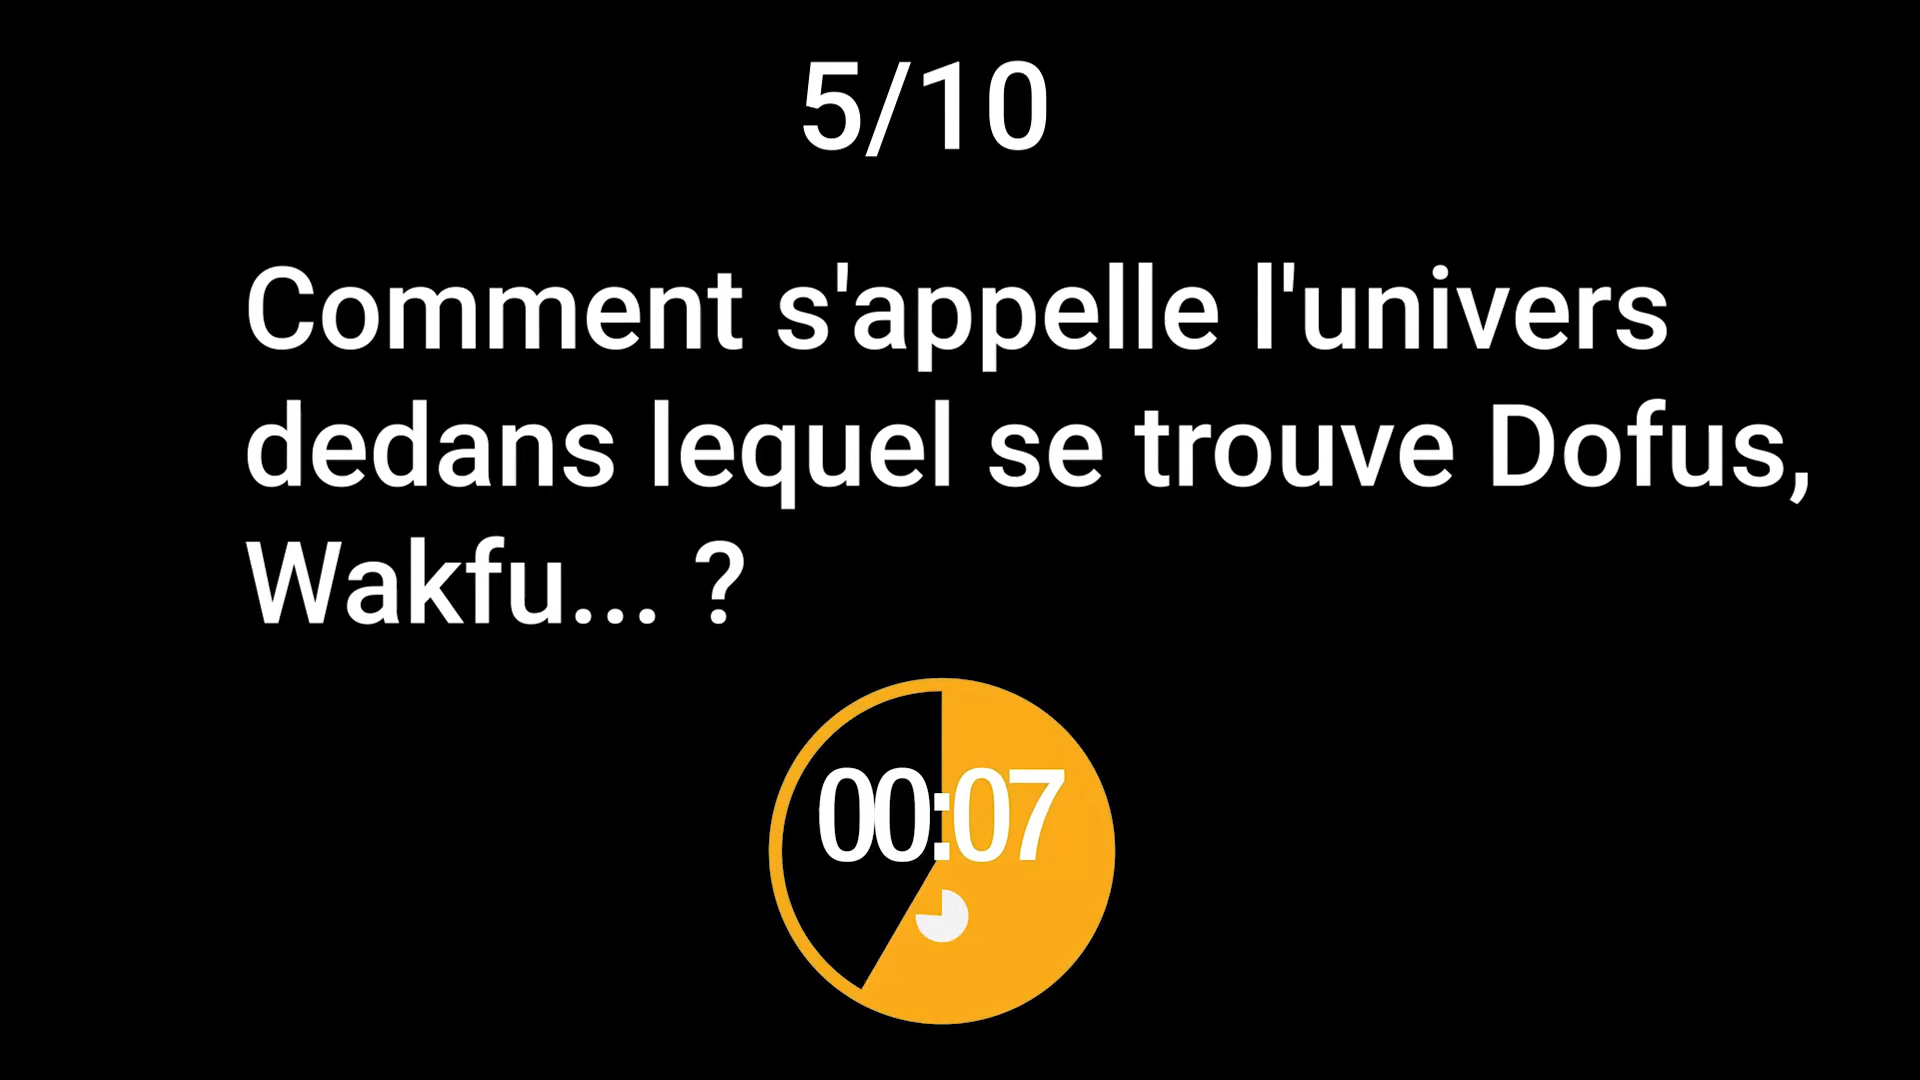 5/10
Comment s'appelle l'univers
dedans lequel se trouve Dofus,
Wakfu... ?
00:07